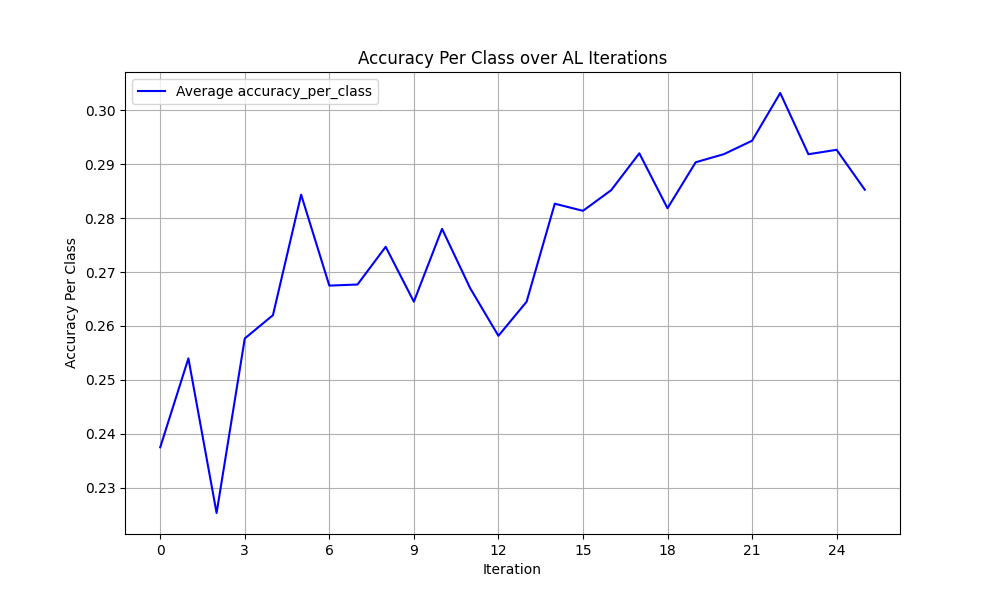 Accuracy Per Class over AL Iterations
Average accuracy_per_class
0.30
0.29
0.28
0.27
0.26
0.25
0.24
0.23
Accuracy Per Class
0 3 6 9 12 15 18 21 24
Iteration